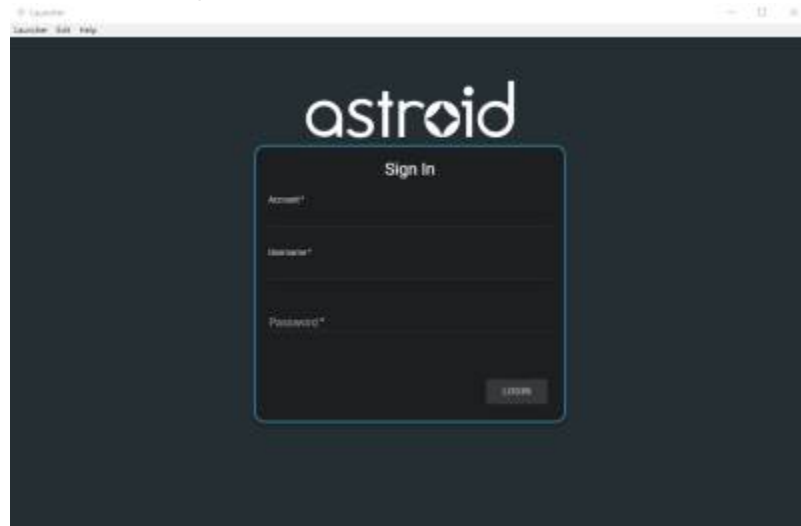 Launcher
Launcher Edit Help
astroid
Sign In
Account*
Username*
Password*
LOGIN